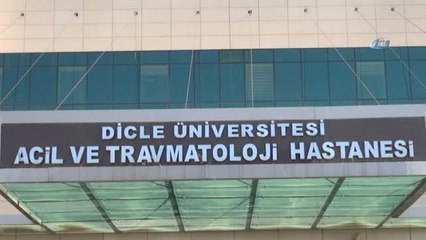 DİCLE ÜNİVERSİTESİ
ACİL VE TRAVMATOLOJİ HASTANESİ